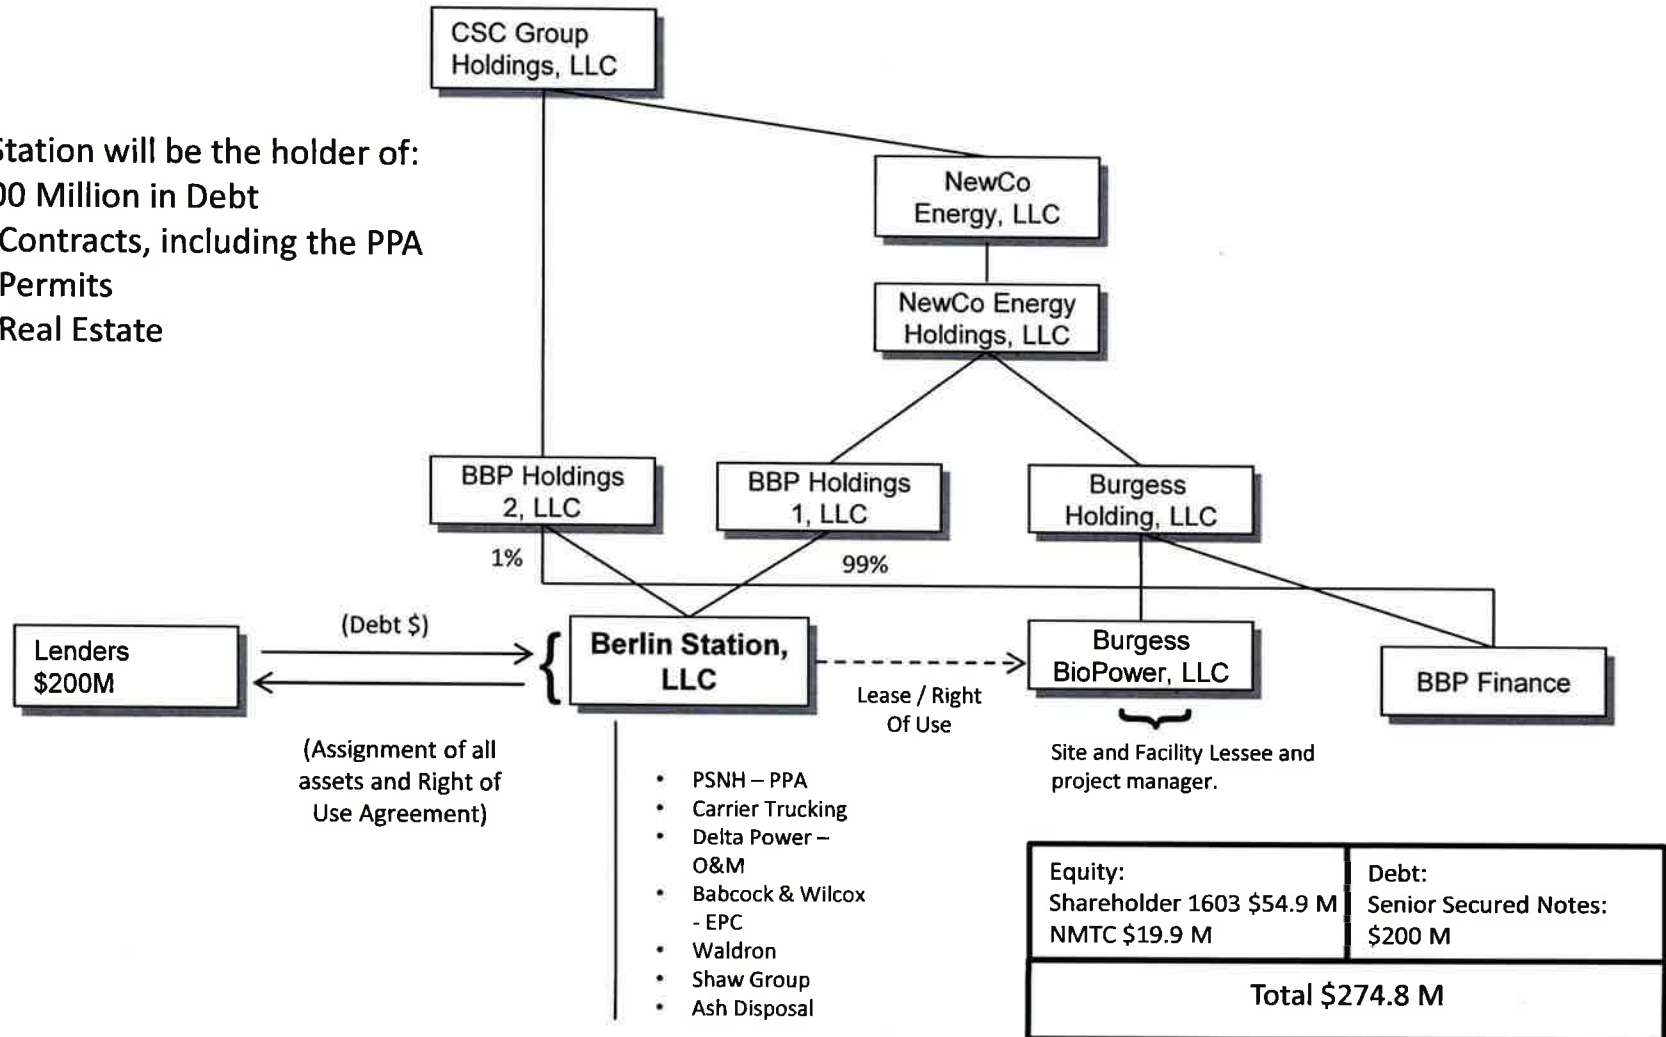 CSC Group
Holdings, LLC
Station will be the holder of:
00 Million in Debt
Contracts, including the PPA
Permits
Real Estate
NewCo
Energy, LLC
NewCo Energy
Holdings, LLC
BBP Holdings
2, LLC
BBP Holdings
1, LLC
Burgess
Holding, LLC
1%
99%
Lenders
$200M
(Debt $)
(Assignment of all
assets and Right of
Use Agreement)
Berlin Station,
LLC
Lease / Right
Of Use
Burgess
BioPower, LLC
BBP Finance
Site and Facility Lessee and
project manager.
• PSNH – PPA
• Carrier Trucking
• Delta Power –
O&M
• Babcock & Wilcox
- EPC
• Waldron
• Shaw Group
• Ash Disposal
Equity:
Shareholder 1603 $54.9 M
NMTC $19.9 M
Debt:
Senior Secured Notes:
$200 M
Total $274.8 M